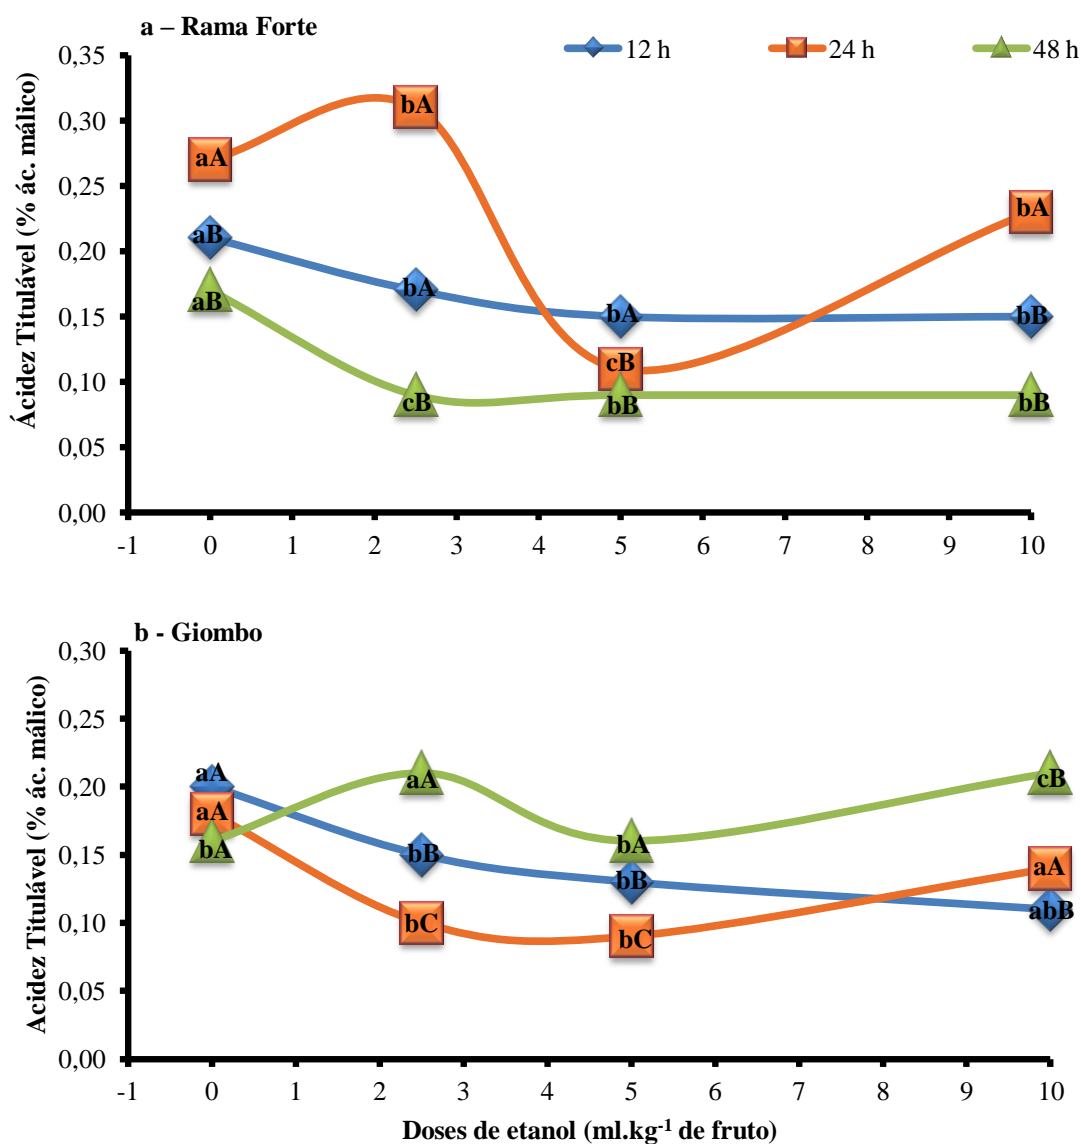 a – Rama Forte
12 h 24 h 48 h
Ácidez Titulável (% ác. málico)
0,35
0,30
0,25
0,20
0,15
0,10
0,05
0,00
aA bA cB bA
aB bA bA bB
aB cB bB bB
-1 0 1 2 3 4 5 6 7 8 9 10
b - Giombo
Acidez Titulável (% ác. málico)
0,30
0,25
0,20
0,15
0,10
0,05
0,00
aA bB bB abB
aA bC bC aA
bA aA bA cB
-1 0 1 2 3 4 5 6 7 8 9 10
Doses de etanol (ml.kg⁻¹ de fruto)